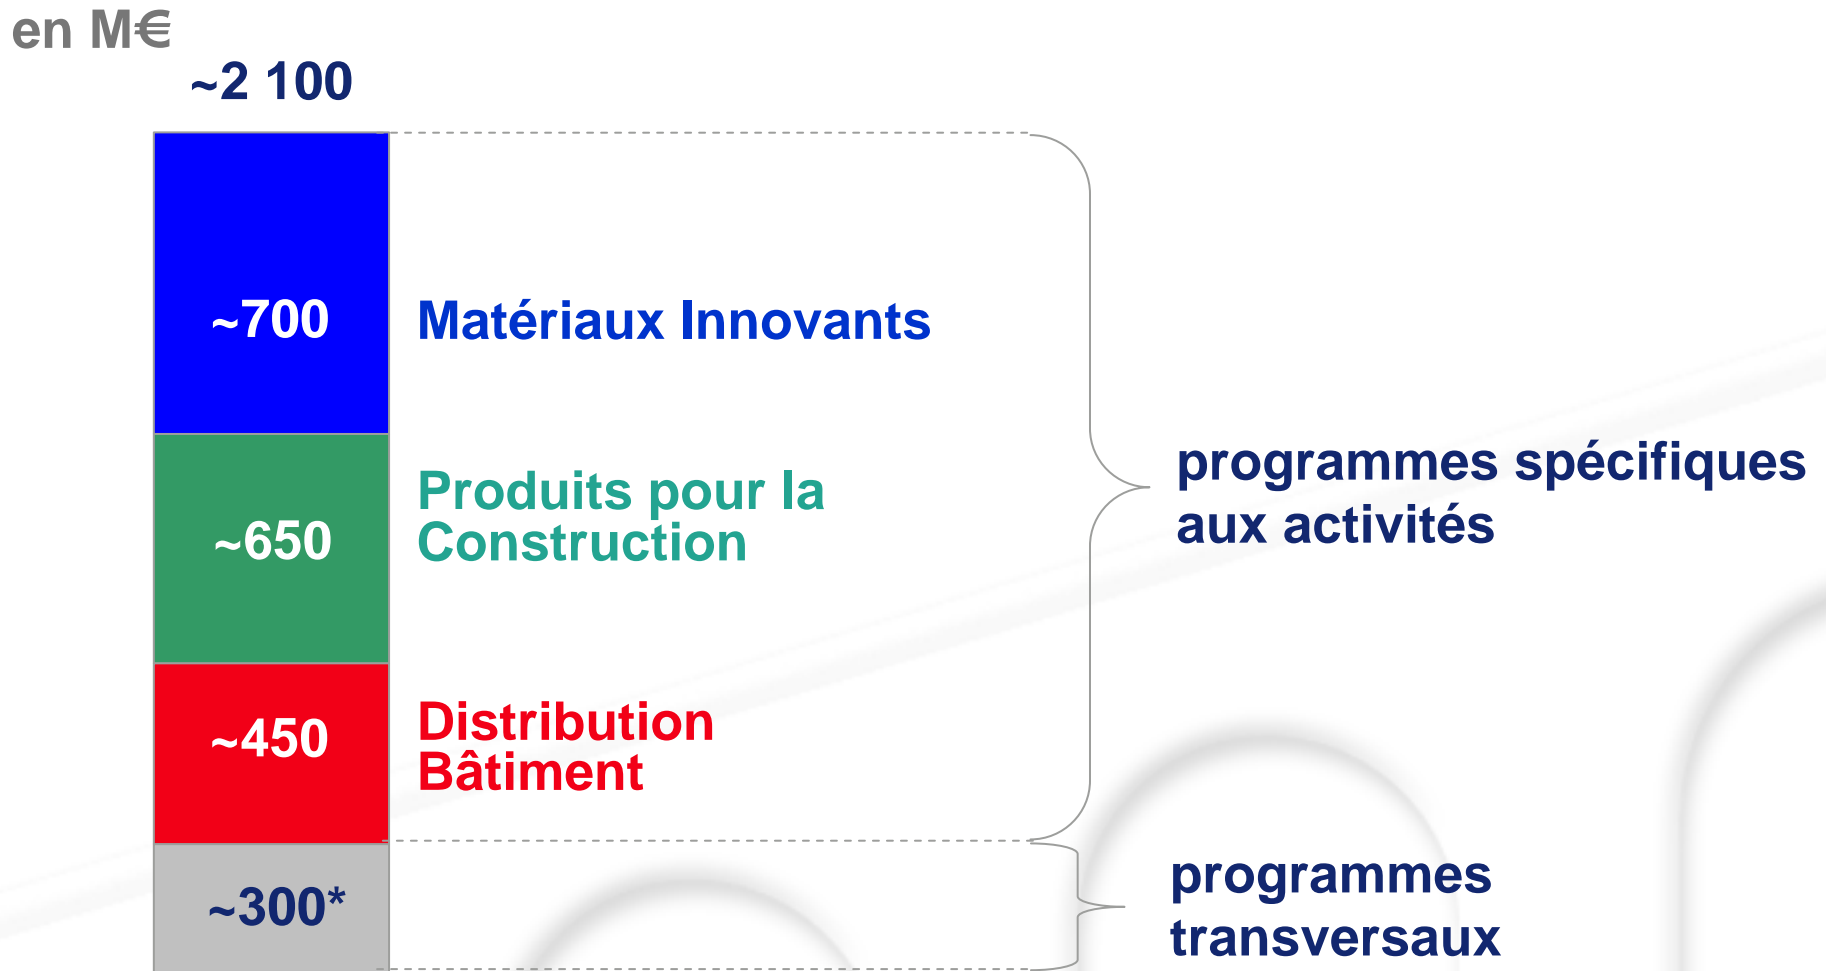 en M€
~2 100
~700
Matériaux Innovants
~650
Produits pour la
Construction
programmes spécifiques
aux activités
~450
Distribution
Bâtiment
~300*
programmes
transversaux